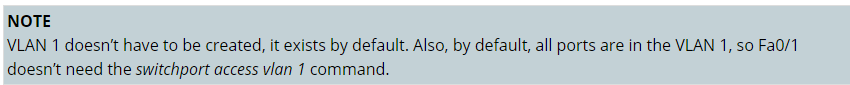 NOTE
VLAN 1 doesn’t have to be created, it exists by default. Also, by default, all ports are in the VLAN 1, so Fa0/1
doesn’t need the switchport access vlan 1 command.